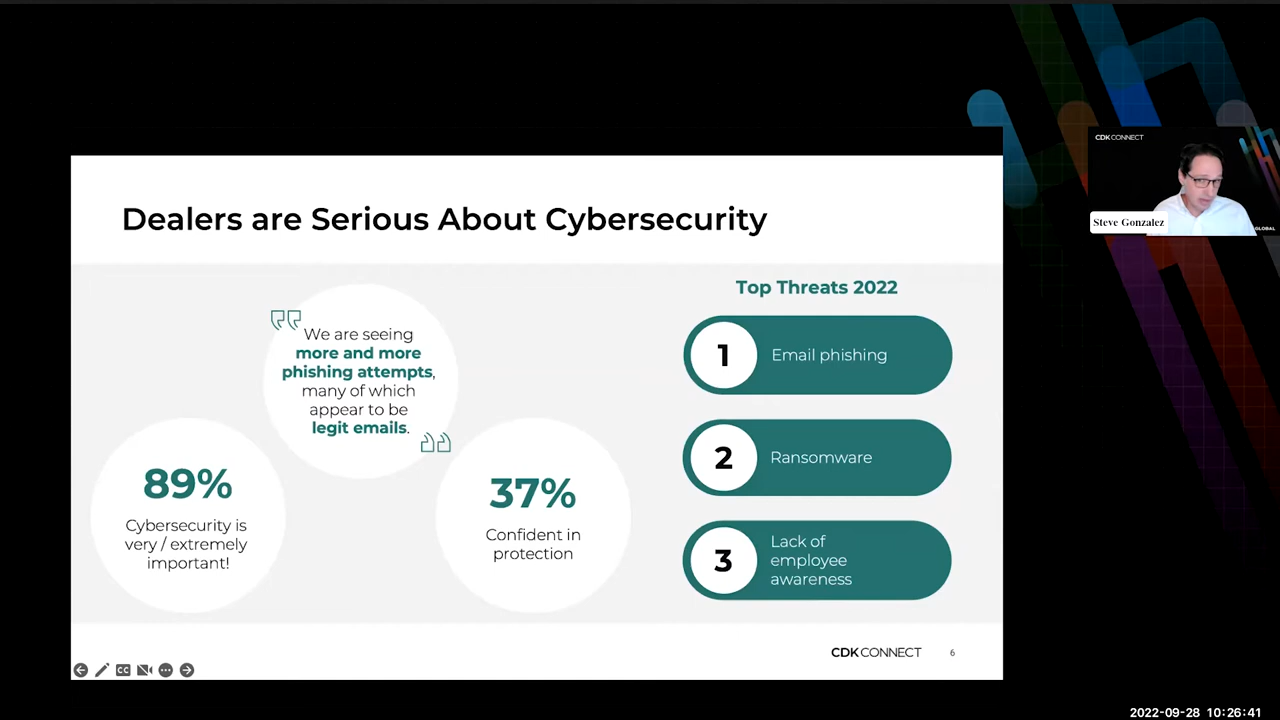 Dealers are Serious About Cybersecurity
We are seeing
more and more
phishing attempts,
many of which
appear to be
legit emails.
89%
Cybersecurity is
very / extremely
important!
37%
Confident in
protection
Top Threats 2022
1
Email phishing
2
Ransomware
3
Lack of
employee
awareness
CDK CONNECT
6
CC
CDK CONNECT
Steve Gonzalez
GLOBAL
2022-09-28 10:26:41